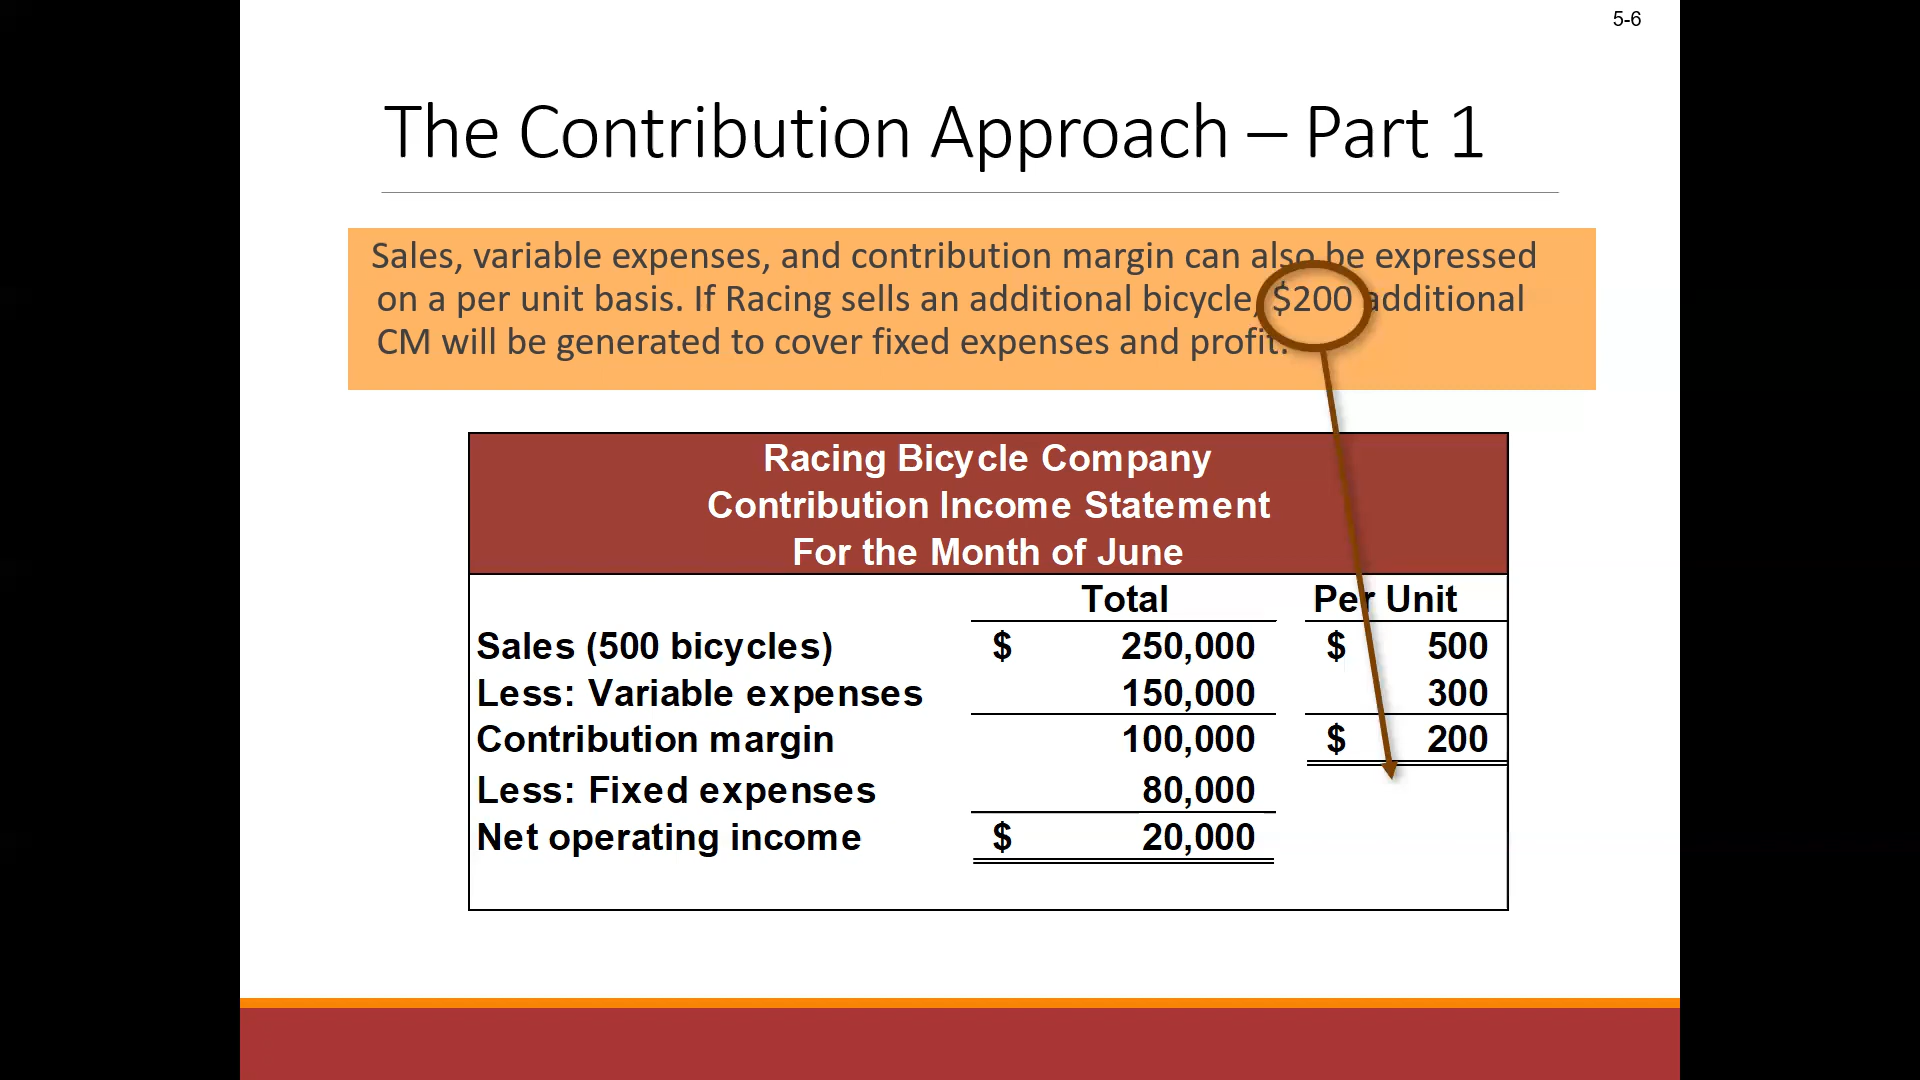 5-6
The Contribution Approach – Part 1
Sales, variable expenses, and contribution margin can also be expressed
on a per unit basis. If Racing sells an additional bicycle, $200 additional
CM will be generated to cover fixed expenses and profit.
Racing Bicycle Company
Contribution Income Statement
For the Month of June
Total Per Unit
Sales (500 bicycles) $ 250,000 $ 500
Less: Variable expenses 150,000 300
Contribution margin 100,000 $ 200
Less: Fixed expenses 80,000
Net operating income $ 20,000